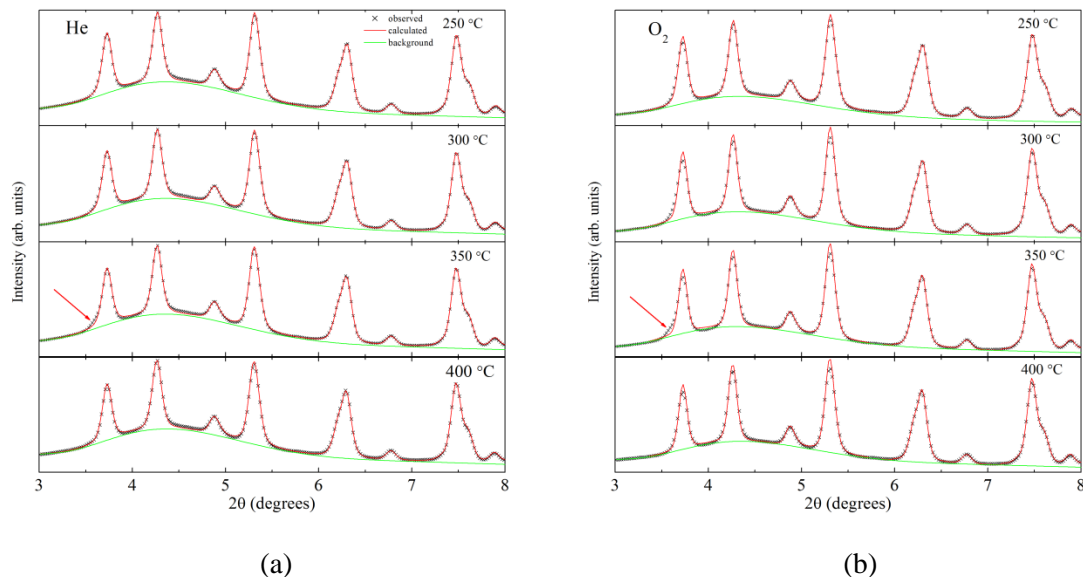 He
× observed
calculated
background
250 °C
300 °C
350 °C
400 °C
Intensity (arb. units)
3 4 5 6 7 8
2θ (degrees)
(a)
O2
250 °C
300 °C
350 °C
400 °C
Intensity (arb. units)
3 4 5 6 7 8
2θ (degrees)
(b)